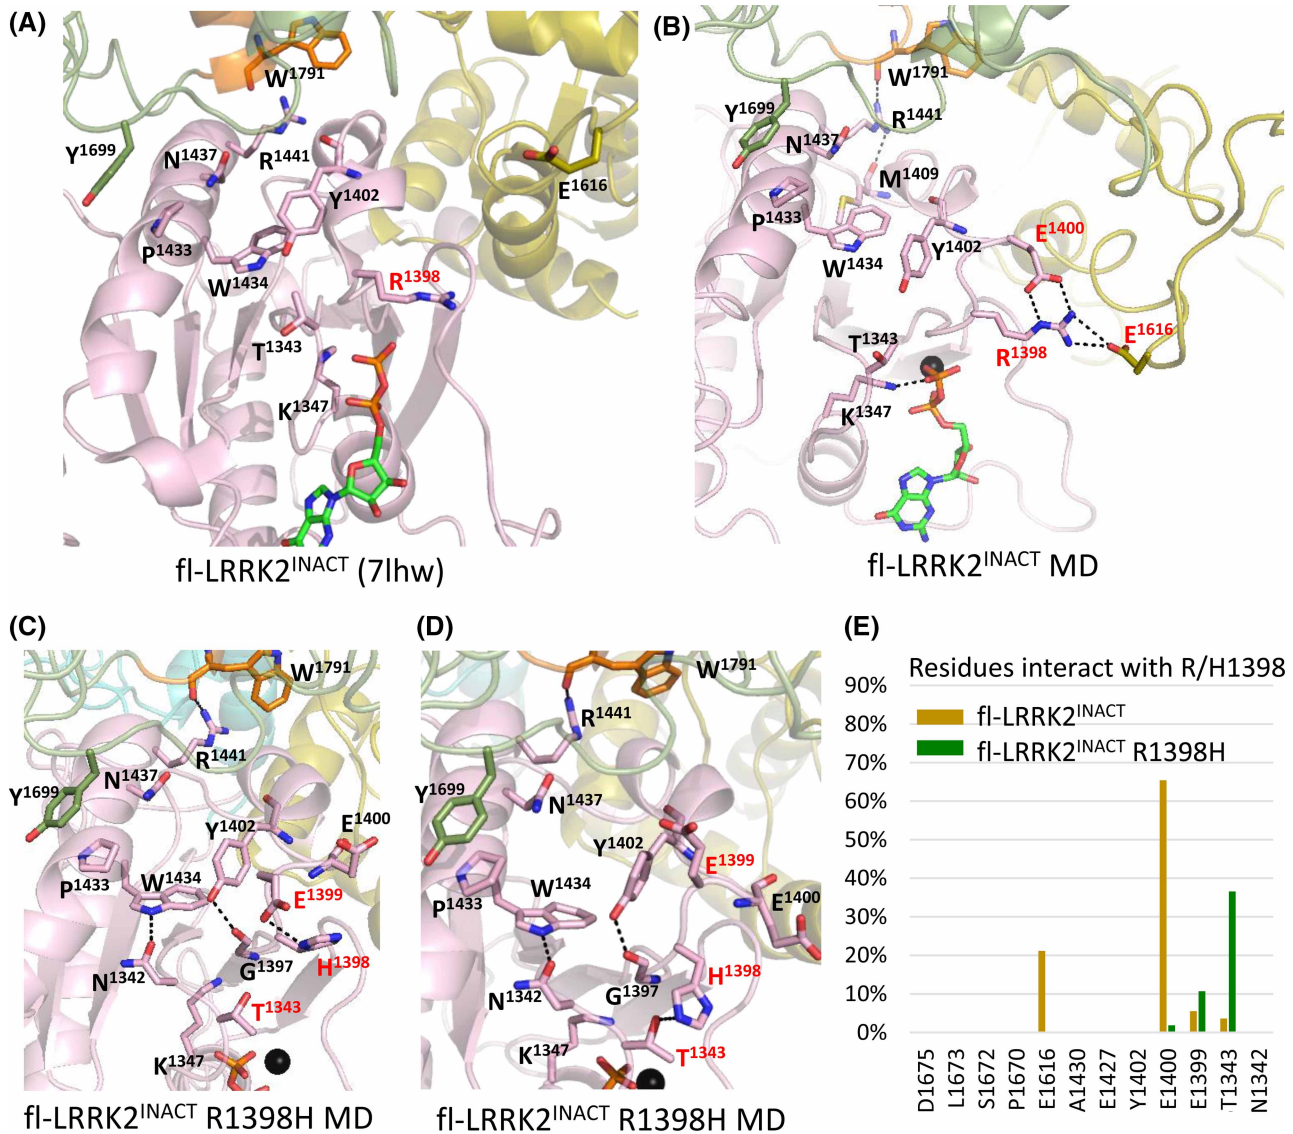 (A)
W1791
Y1699
N1437
R1441
Y1402
E1616
P1433
W1434
R1398
T1343
K1347
fl-LRRK2INACT (7lhw)
(B)
W1791
Y1699
R1441
N1437
M1409
P1433
E1400
Y1402
W1434
T1343
R1398
E1616
K1347
fl-LRRK2INACT MD
(C)
W1791
R1441
N1437
Y1699
Y1402
E1400
P1433
W1434
E1399
N1342
G1397
H1398
T1343
K1347
fl-LRRK2INACT R1398H MD
(D)
W1791
R1441
Y1699
N1437
Y1402
E1399
W1434
P1433
E1400
H1398
N1342
G1397
K1347
T1343
fl-LRRK2INACT R1398H MD
(E)
Residues interact with R/H1398
90%
fl-LRRK2INACT
80%
fl-LRRK2INACT R1398H
70%
60%
50%
40%
30%
20%
10%
0%
D1675
L1673
S1672
P1670
E1616
A1430
E1427
Y1402
E1400
E1399
T1343
N1342